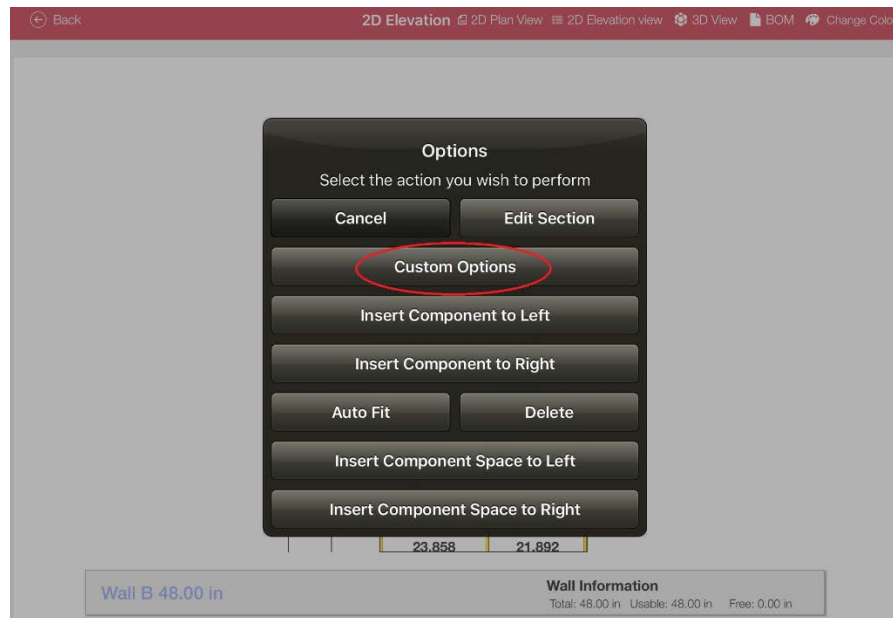 Back 2D Elevation 2D Plan View 2D Elevation view 3D View BOM Change Colo
Options
Select the action you wish to perform
Cancel Edit Section
Custom Options
Insert Component to Left
Insert Component to Right
Auto Fit Delete
Insert Component Space to Left
Insert Component Space to Right
23.858 21.892
Wall B 48.00 in
Wall Information
Total: 48.00 in Usable: 48.00 in Free: 0.00 in